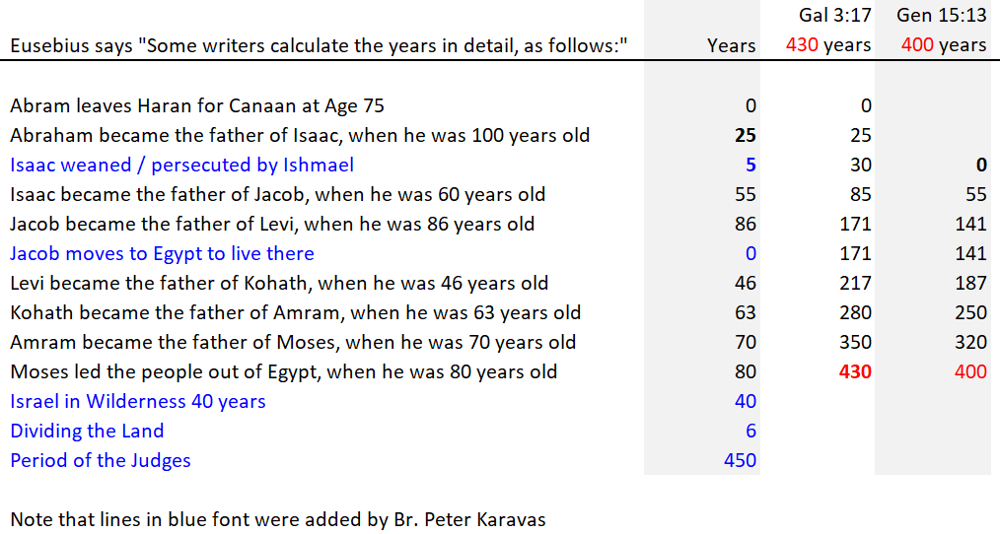 Gal 3:17 Gen 15:13
Eusebius says "Some writers calculate the years in detail, as follows:" Years 430 years 400 years
Abram leaves Haran for Canaan at Age 75 0 0
Abraham became the father of Isaac, when he was 100 years old 25 25
Isaac weaned / persecuted by Ishmael 5 30 0
Isaac became the father of Jacob, when he was 60 years old 55 85 55
Jacob became the father of Levi, when he was 86 years old 86 171 141
Jacob moves to Egypt to live there 0 171 141
Levi became the father of Kohath, when he was 46 years old 46 217 187
Kohath became the father of Amram, when he was 63 years old 63 280 250
Amram became the father of Moses, when he was 70 years old 70 350 320
Moses led the people out of Egypt, when he was 80 years old 80 430 400
Israel in Wilderness 40 years 40
Dividing the Land 6
Period of the Judges 450
Note that lines in blue font were added by Br. Peter Karavas